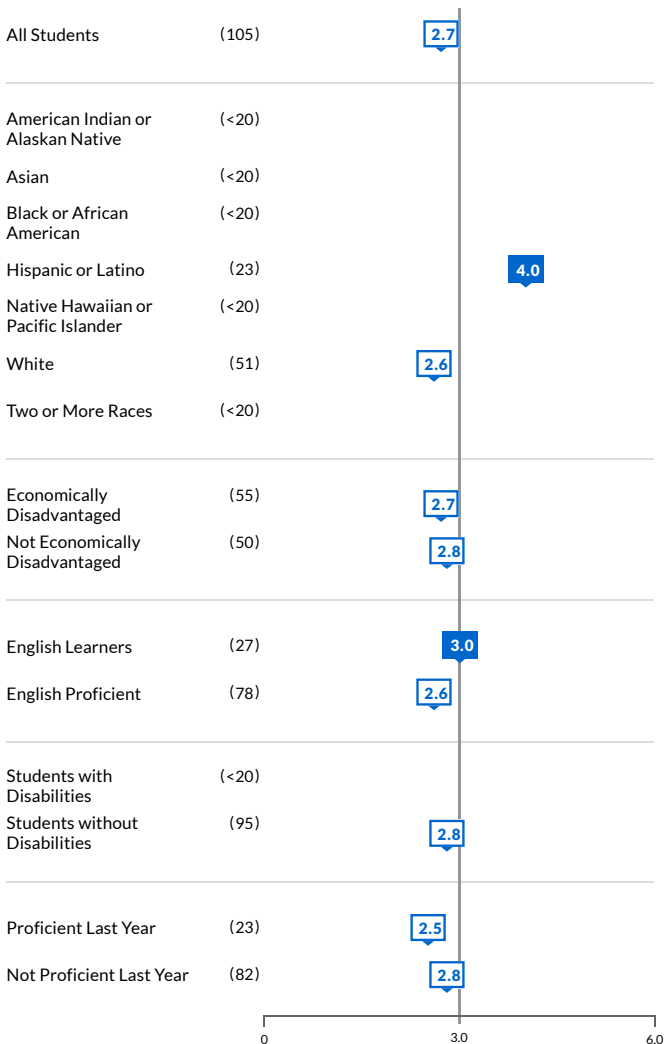 All Students (105) 2.7
American Indian or (<20)
Alaskan Native
Asian (<20)
Black or African (<20)
American
Hispanic or Latino (23) 4.0
Native Hawaiian or (<20)
Pacific Islander
White (51) 2.6
Two or More Races (<20)
Economically (55) 2.7
Disadvantaged
Not Economically (50) 2.8
Disadvantaged
English Learners (27) 3.0
English Proficient (78) 2.6
Students with (<20)
Disabilities
Students without (95) 2.8
Disabilities
Proficient Last Year (23) 2.5
Not Proficient Last Year (82) 2.8
0 3.0 6.0